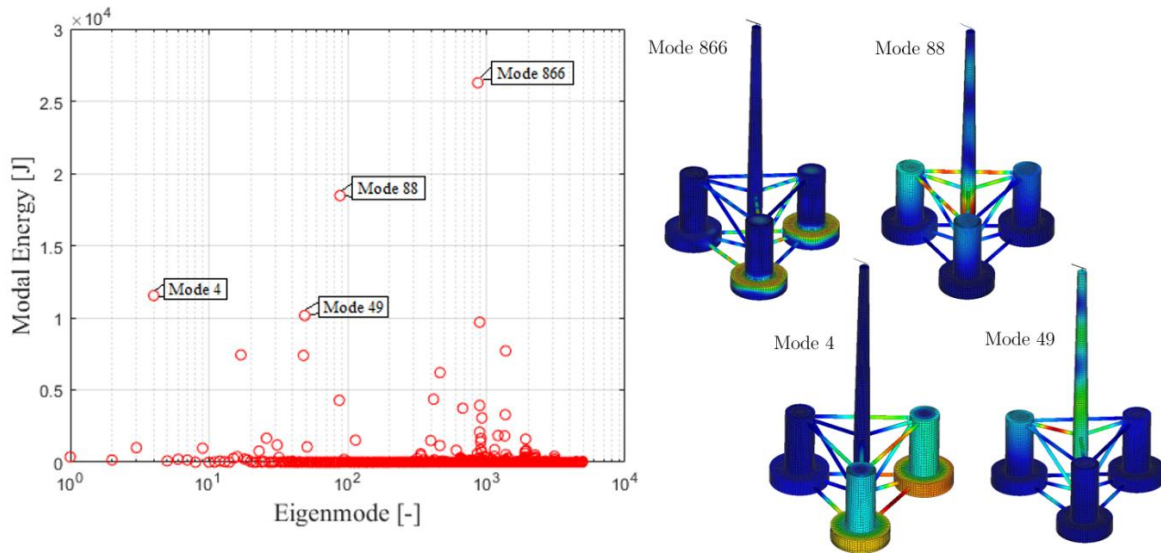 ×10⁴
3
2.5
2
1.5
1
0.5
0
Modal Energy [J]
Mode 866
Mode 88
Mode 4
Mode 49
10⁰
10¹
10²
10³
10⁴
Eigenmode [-]
Mode 866
Mode 88
Mode 4
Mode 49